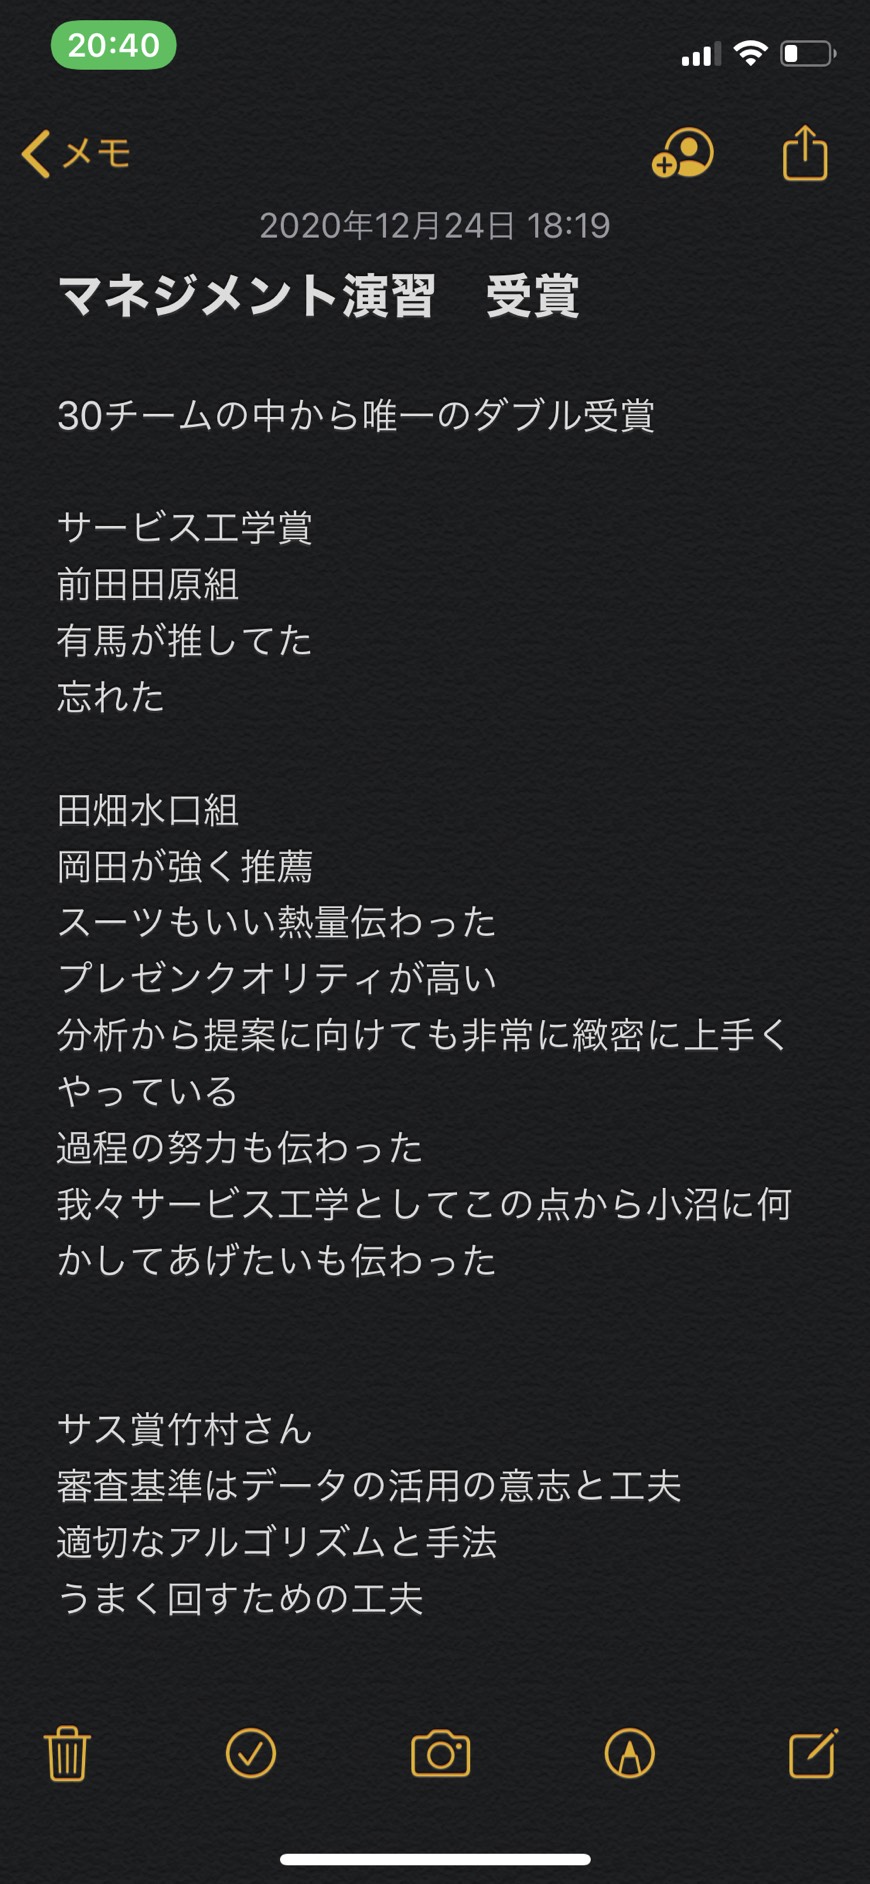 20:40
メモ
2020年12月24日 18:19
マネジメント演習　受賞
30チームの中から唯一のダブル受賞
サービス工学賞
前田田原組
有馬が推してた
忘れた
田畑水口組
岡田が強く推薦
スーツもいい熱量伝わった
プレゼンクオリティが高い
分析から提案に向けても非常に緻密に上手く
やっている
過程の努力も伝わった
我々サービス工学としてこの点から小沼に何
かしてあげたいも伝わった
サス賞竹村さん
審査基準はデータの活用の意志と工夫
適切なアルゴリズムと手法
うまく回すための工夫